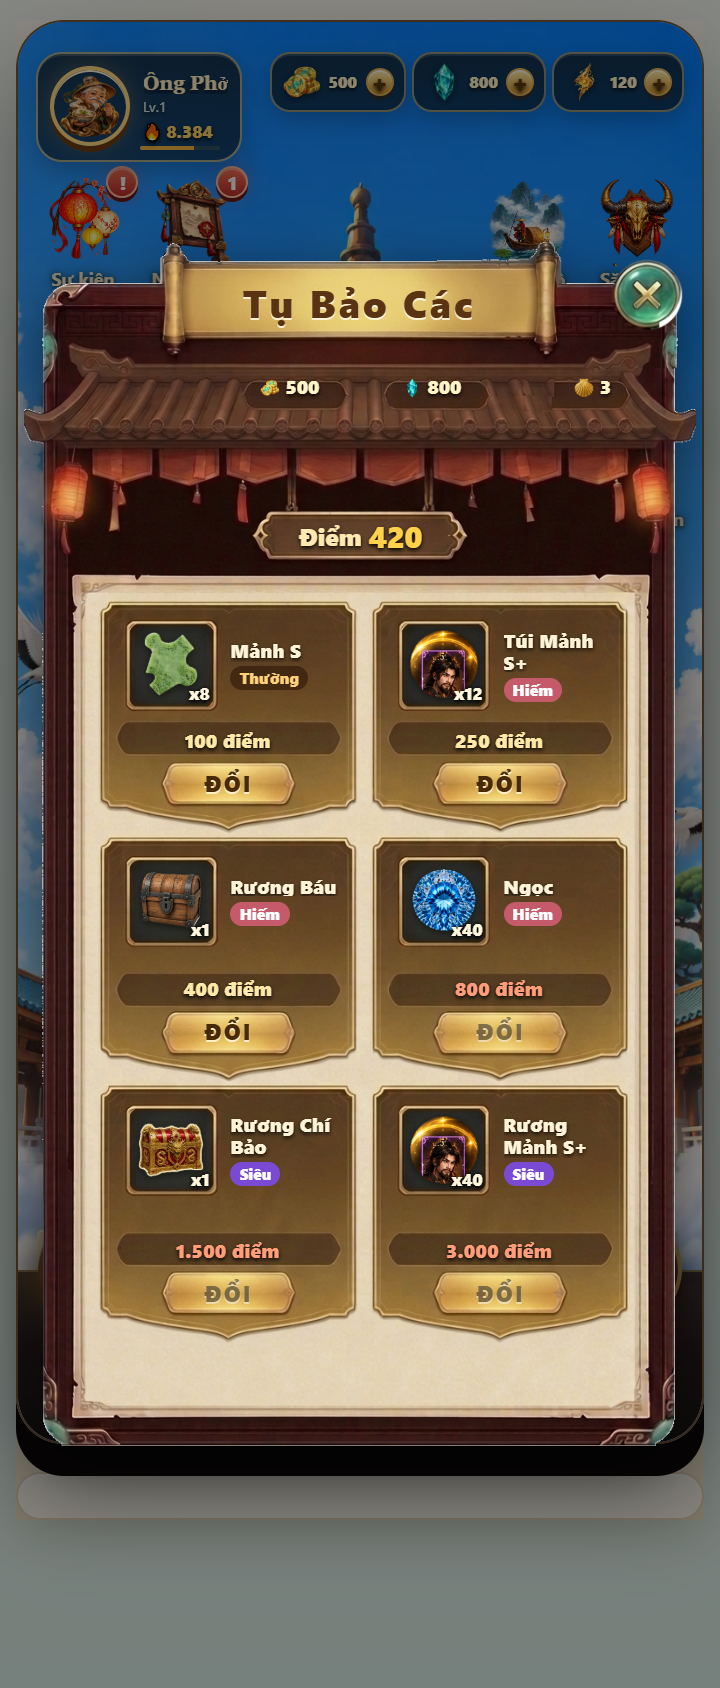 Ông Phở
Lv.1
8.384
500
800
120
!
1
Sự kiện
Tụ Bảo Các
500
800
3
Điểm 420
x8
Mảnh S
Thường
100 điểm
ĐỔI
x12
Túi Mảnh
S+
Hiếm
250 điểm
ĐỔI
x1
Rương Báu
Hiếm
400 điểm
ĐỔI
x40
Ngọc
Hiếm
800 điểm
ĐỔI
x1
Rương Chí
Bảo
Siêu
1.500 điểm
ĐỔI
x40
Rương
Mảnh S+
Siêu
3.000 điểm
ĐỔI